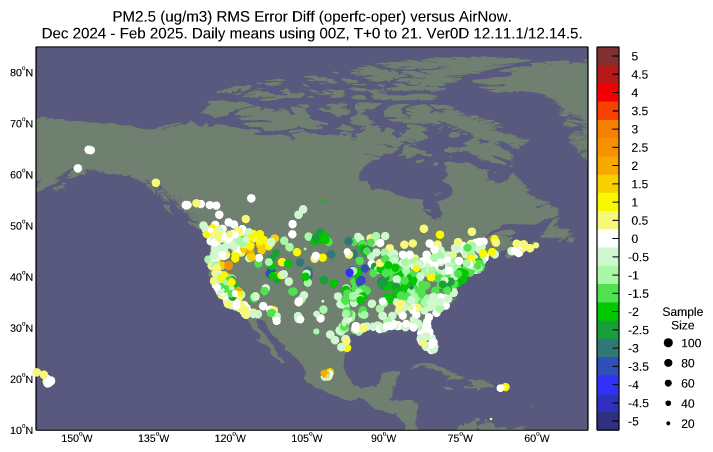 PM2.5 (ug/m3) RMS Error Diff (operfc-oper) versus AirNow.
Dec 2024 - Feb 2025. Daily means using 00Z, T+0 to 21. Ver0D 12.11.1/12.14.5.
80°N
70°N
60°N
50°N
40°N
30°N
20°N
10°N
150°W 135°W 120°W 105°W 90°W 75°W 60°W
5
4.5
4
3.5
3
2.5
2
1.5
1
0.5
0
-0.5
-1
-1.5
-2
-2.5
-3
-3.5
-4
-4.5
-5
Sample
Size
100
80
60
40
20